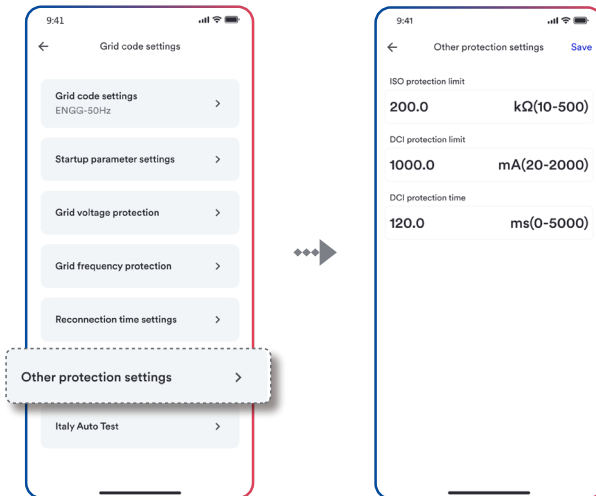 9:41
Grid code settings
Grid code settings
ENGG-50Hz
Startup parameter settings
Grid voltage protection
Grid frequency protection
Reconnection time settings
Other protection settings
Italy Auto Test
9:41
Other protection settings Save
ISO protection limit
200.0 kΩ(10-500)
DCI protection limit
1000.0 mA(20-2000)
DCI protection time
120.0 ms(0-5000)